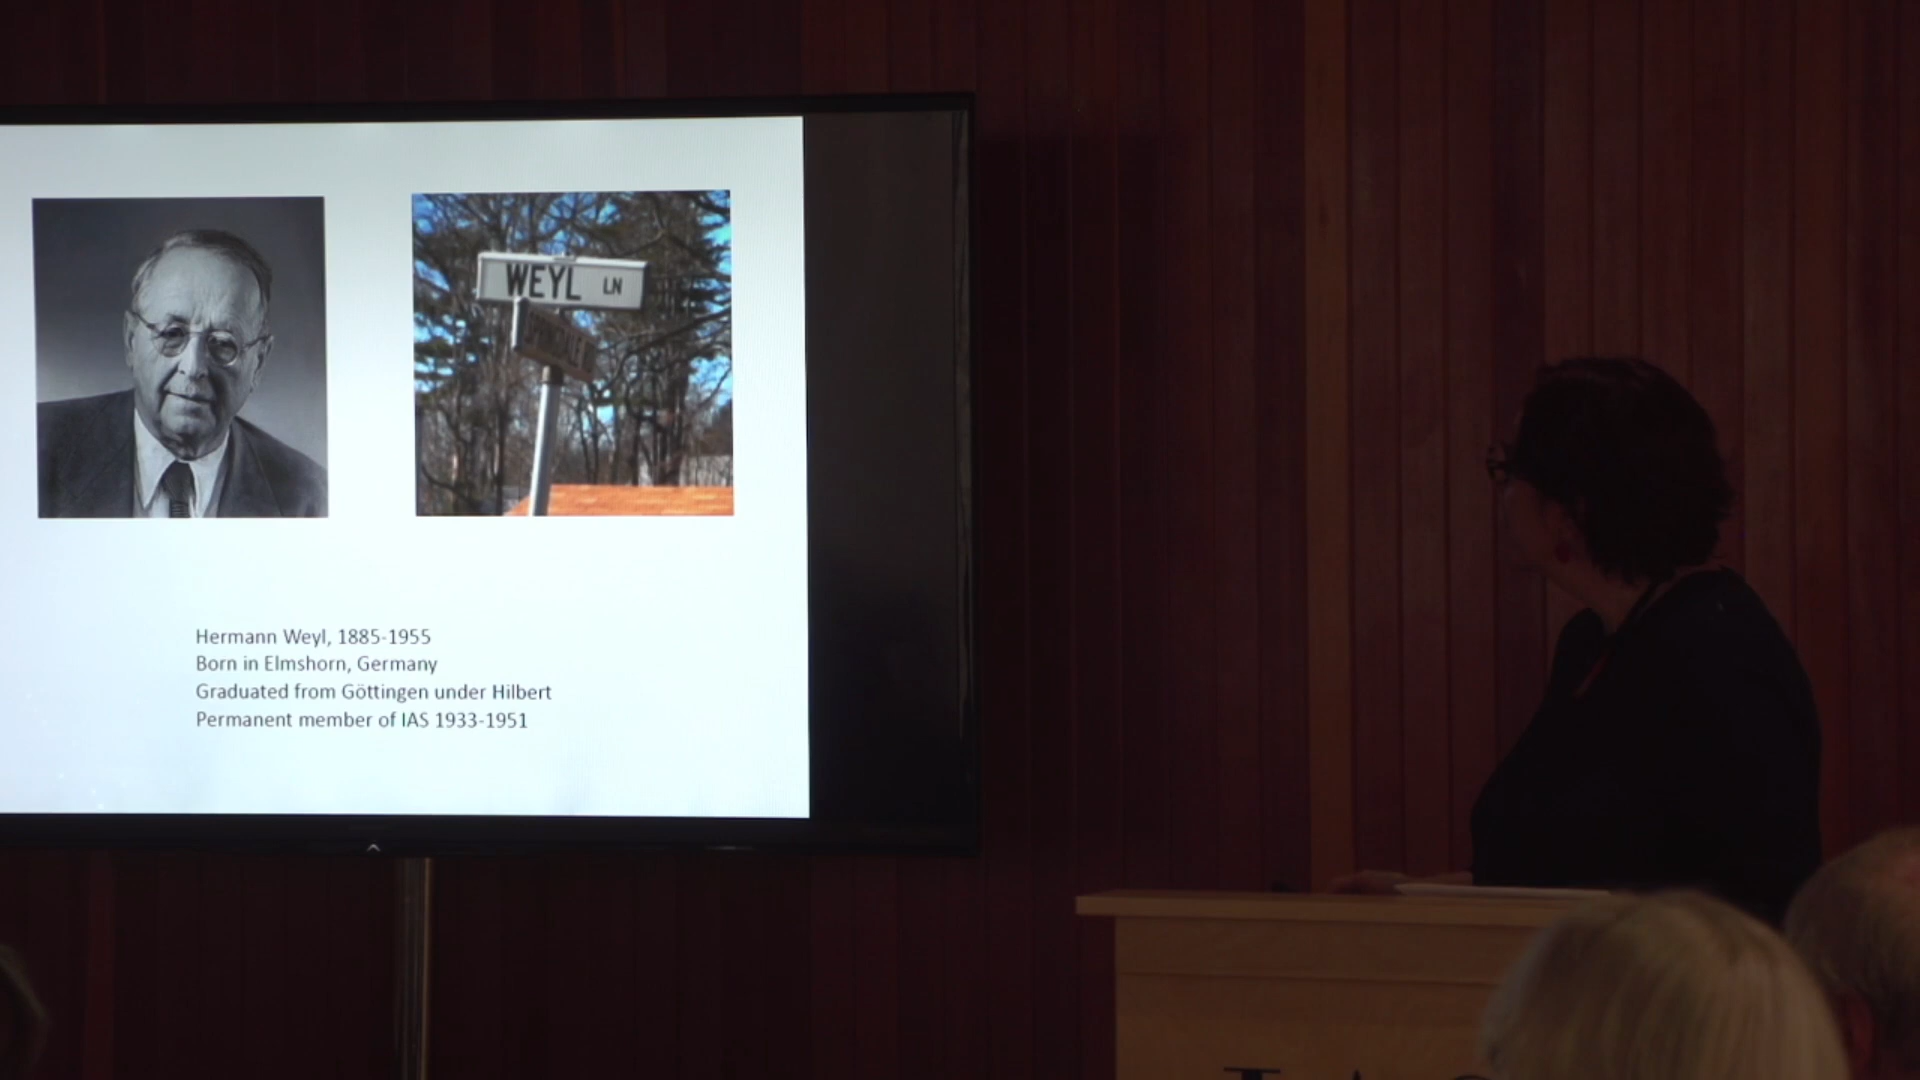 WEYL LN
Hermann Weyl, 1885-1955
Born in Elmshorn, Germany
Graduated from Göttingen under Hilbert
Permanent member of IAS 1933-1951